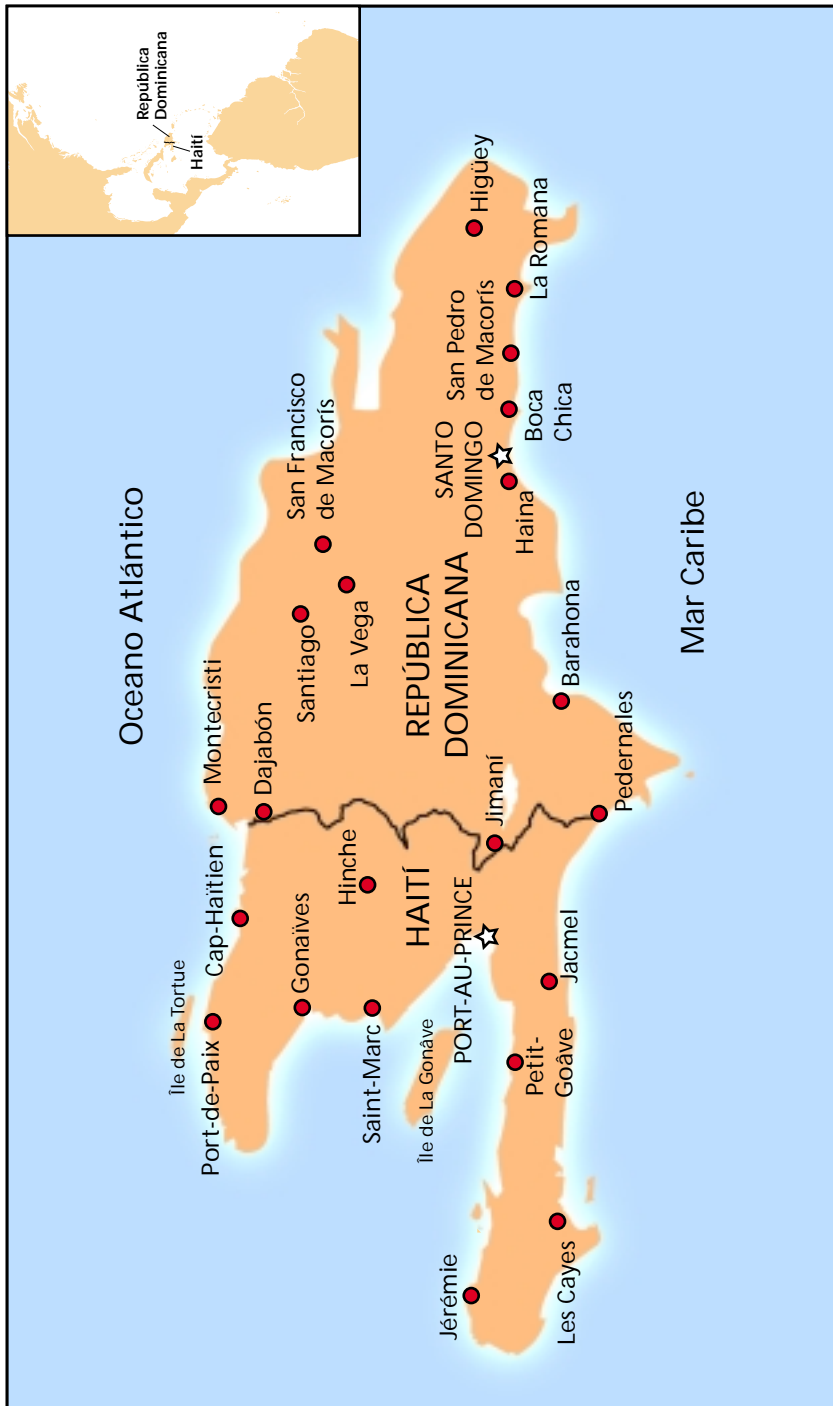 República
Dominicana
Haití
Oceano Atlántico
Île de La Tortue
Port-de-Paix
Cap-Haïtien
Montecristi
Dajabón
Gonaïves
Santiago
San Francisco
de Macorís
La Vega
Hinche
Saint-Marc
HAITÍ
REPÚBLICA
DOMINICANA
Île de La Gonâve
PORT-AU-PRINCE
Jimaní
SANTO
DOMINGO
San Pedro
de Macorís
Higüey
Jérémie
Petit-
Goâve
Jacmel
Haina
Boca
Chica
La Romana
Les Cayes
Barahona
Pedernales
Mar Caribe